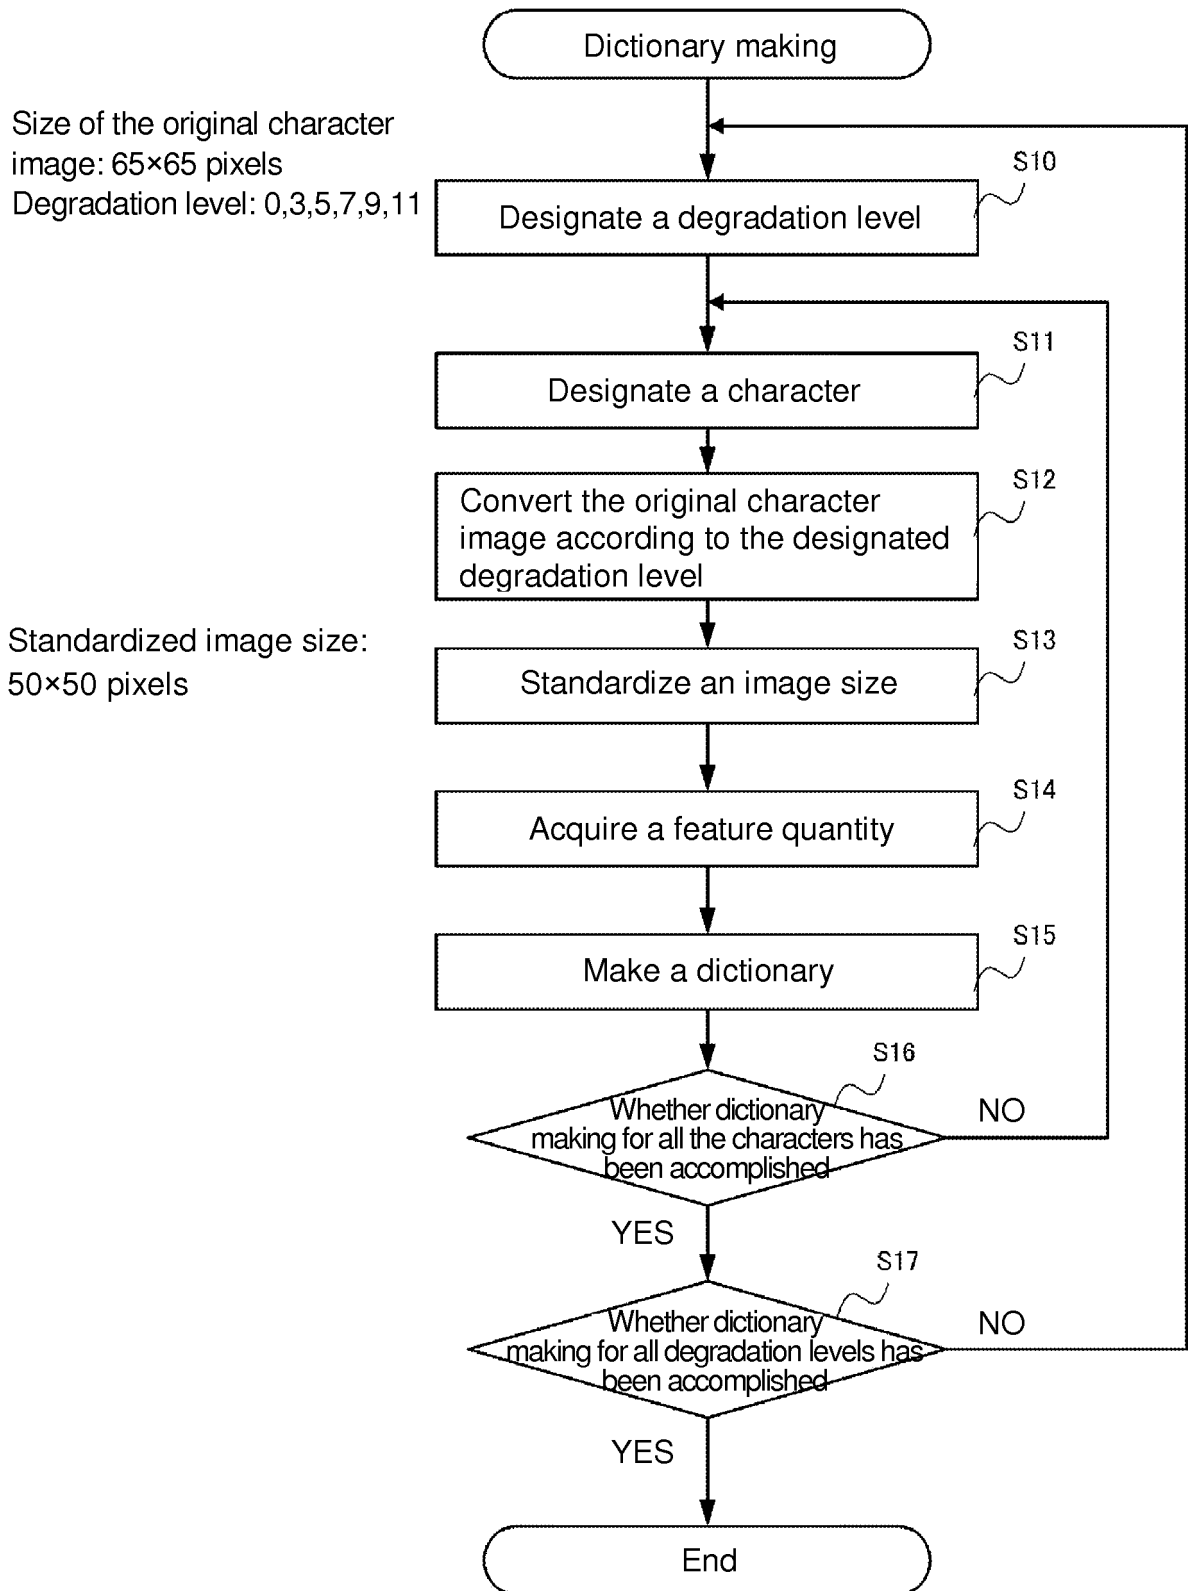 Dictionary making
Size of the original character
image: 65×65 pixels
Degradation level: 0,3,5,7,9,11
S10
Designate a degradation level
S11
Designate a character
S12
Convert the original character
image according to the designated
degradation level
Standardized image size:
50×50 pixels
S13
Standardize an image size
S14
Acquire a feature quantity
S15
Make a dictionary
S16
Whether dictionary
making for all the characters has
been accomplished
NO
YES
S17
Whether dictionary
making for all degradation levels has
been accomplished
NO
YES
End